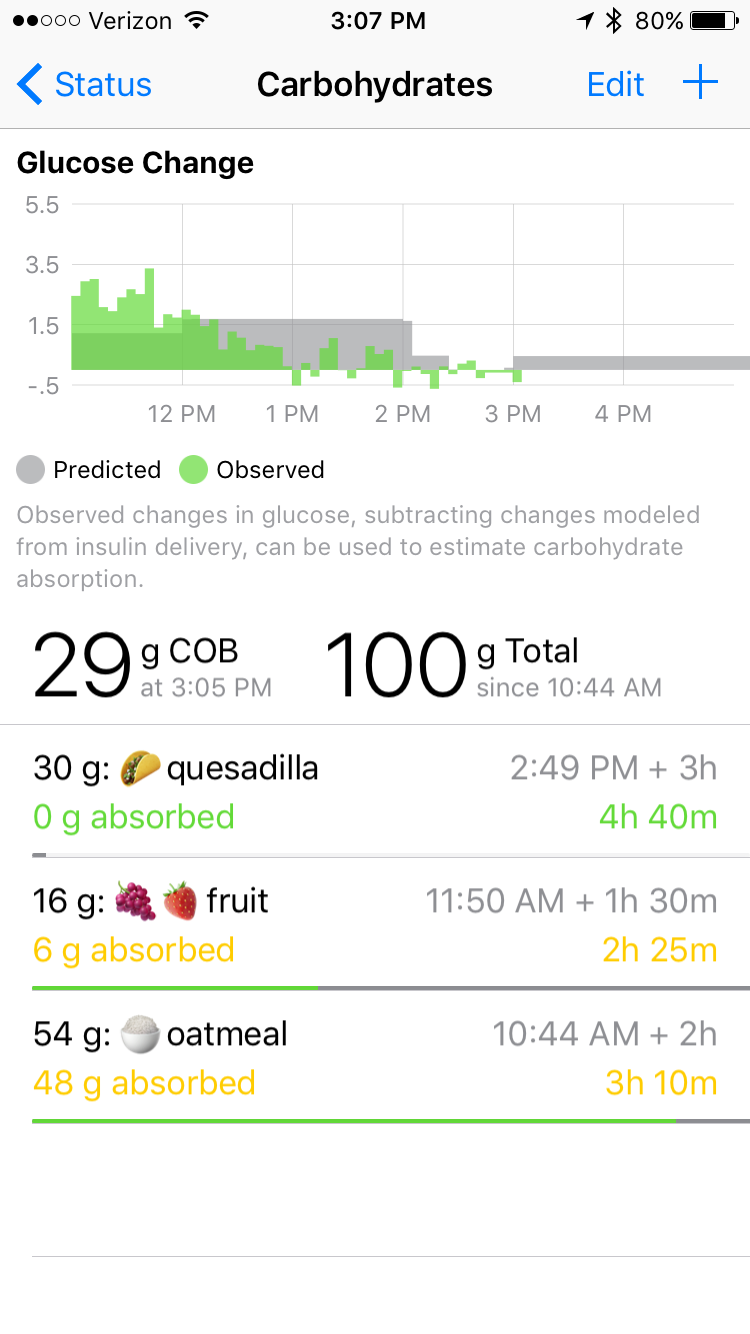 Verizon 3:07 PM 80%
Status Carbohydrates Edit +
Glucose Change
5.5
3.5
1.5
-.5
12 PM 1 PM 2 PM 3 PM 4 PM
Predicted Observed
Observed changes in glucose, subtracting changes modeled
from insulin delivery, can be used to estimate carbohydrate
absorption.
29 g COB at 3:05 PM 100 g Total since 10:44 AM
30 g: 🌮 quesadilla 2:49 PM + 3h
0 g absorbed 4h 40m
16 g: 🍇🍓 fruit 11:50 AM + 1h 30m
6 g absorbed 2h 25m
54 g: 🍚 oatmeal 10:44 AM + 2h
48 g absorbed 3h 10m